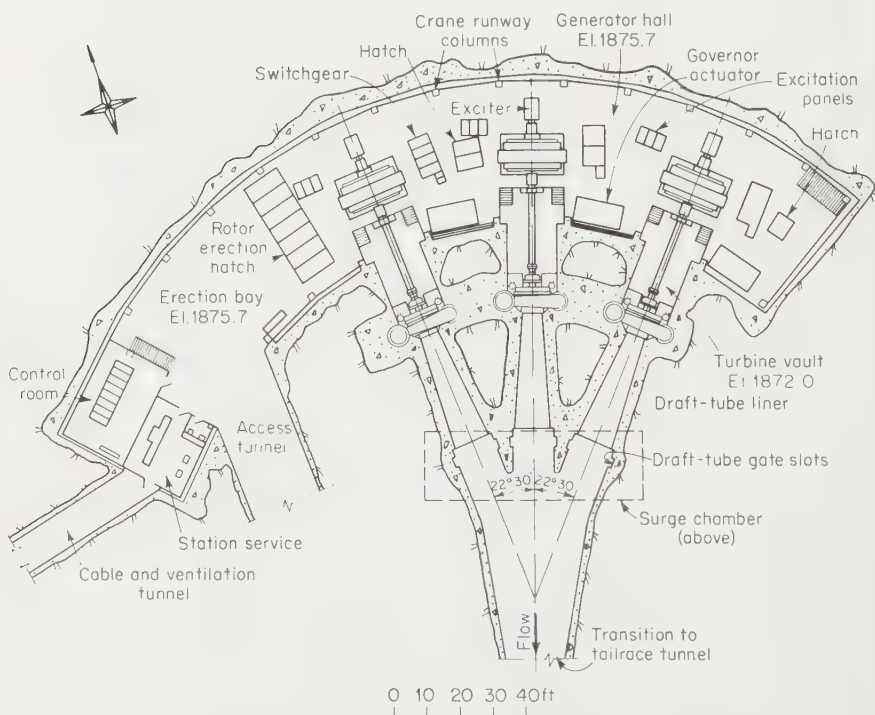 Crane runway
columns
Generator hall
El. 1875.7
Hatch
Governor
actuator
Switchgear
Exciter
Excitation
panels
Hatch
Rotor
erection
hatch
Erection bay
El. 1875.7
Turbine vault
El 1872 0
Control
room
Draft-tube liner
Access
tunnel
Draft-tube gate slots
22°30
22°30
N
Surge chamber
(above)
Station service
Cable and ventilation
tunnel
Flow
Transition to
tailrace tunnel
0 10 20 30 40ft